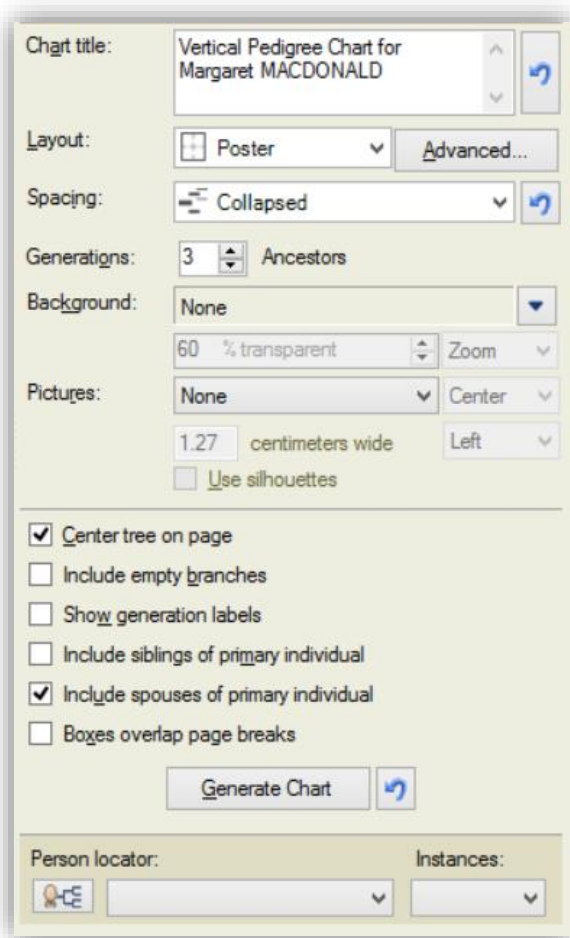 Chart title: Vertical Pedigree Chart for
Margaret MACDONALD
Layout: Poster Advanced...
Spacing: Collapsed
Generations: 3 Ancestors
Background: None
60 % transparent Zoom
Pictures: None Center
1.27 centimeters wide Left
Use silhouettes
Center tree on page
Include empty branches
Show generation labels
Include siblings of primary individual
Include spouses of primary individual
Boxes overlap page breaks
Generate Chart
Person locator: Instances: